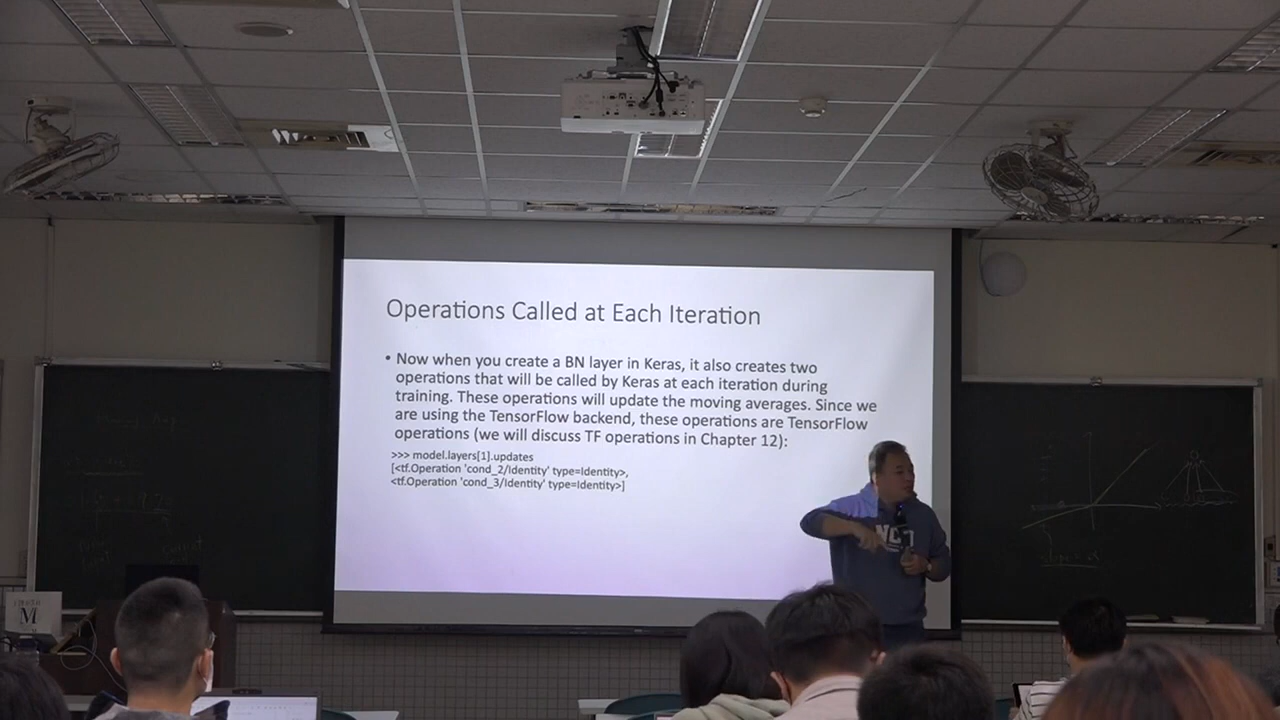 Operations Called at Each Iteration
• Now when you create a BN layer in Keras, it also creates two
operations that will be called by Keras at each iteration during
training. These operations will update the moving averages. Since we
are using the TensorFlow backend, these operations are TensorFlow
operations (we will discuss TF operations in Chapter 12):
>>> model.layers[1].updates
[<tf.Operation 'cond_2/Identity' type=Identity>,
<tf.Operation 'cond_3/Identity' type=Identity>]
M